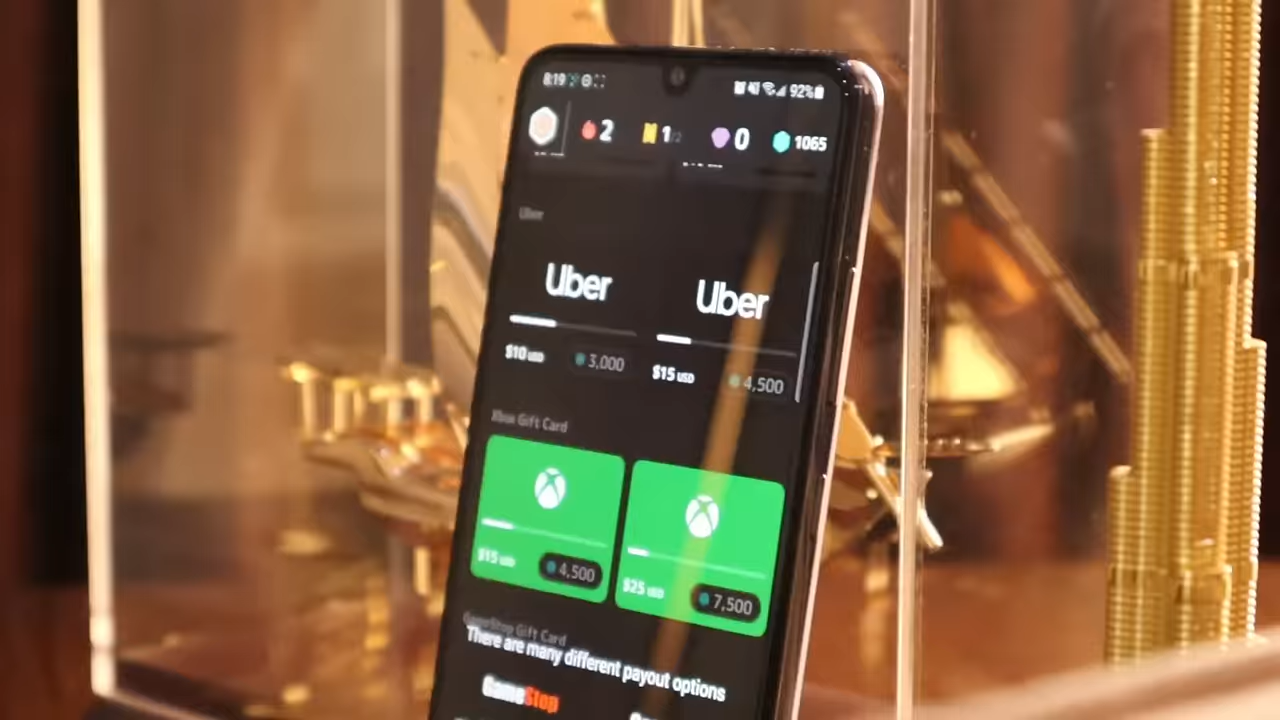 8:19 92%
2 1/2 0 1065
Uber
Uber Uber
$10 USD 3,000 $15 USD 4,500
Xbox Gift Card
$15 USD 4,500 $25 USD 7,500
GameStop Gift Card
There are many different payout options
GameStop